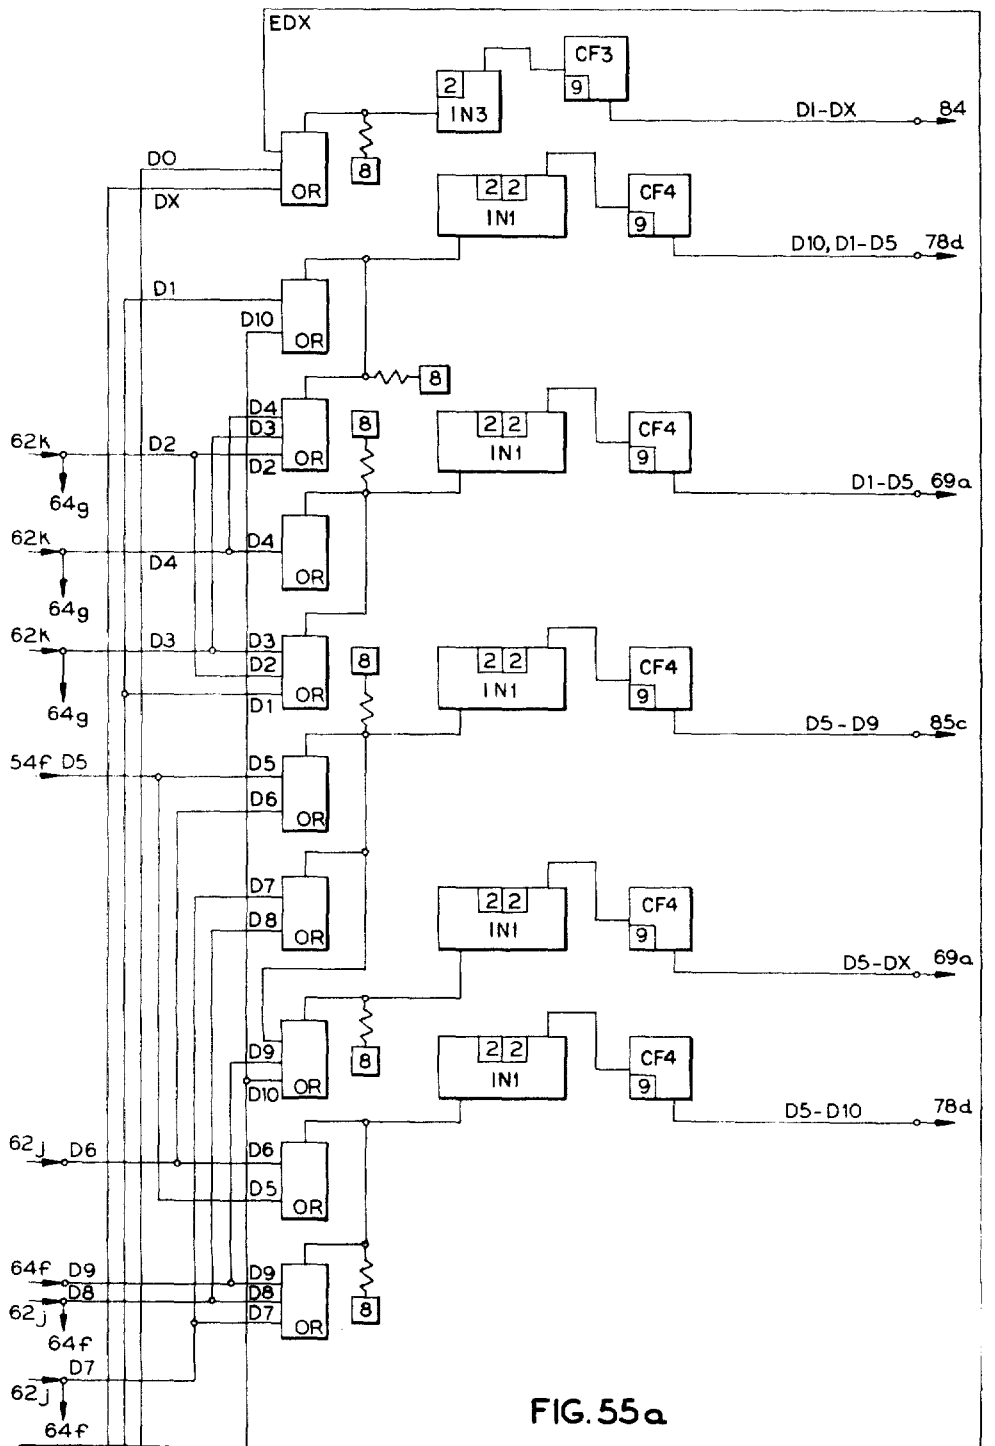 EDX
CF3
2
9
IN3
D1-DX 84
DO
8
DX
OR
2 2
CF4
IN1
9
D10, D1-D5 78d
D1
D10
OR
8
D4
8
2 2
CF4
62k
D2
D3
IN1
9
D2
OR
D1-D5 69a
64g
62k
D4
D4
OR
64g
62k
D3
D3
8
2 2
CF4
D2
IN1
9
64g
D1
OR
D5-D9 85c
54f D5
D5
D6
OR
D7
2 2
CF4
D8
IN1
9
OR
D5-DX 69a
D9
8
2 2
CF4
D10
OR
IN1
9
D5-D10 78d
62j D6
D6
D5
OR
64f D9
D9
D8
D8
8
62j
D7
OR
64f
D7
62j
64f
FIG. 55a